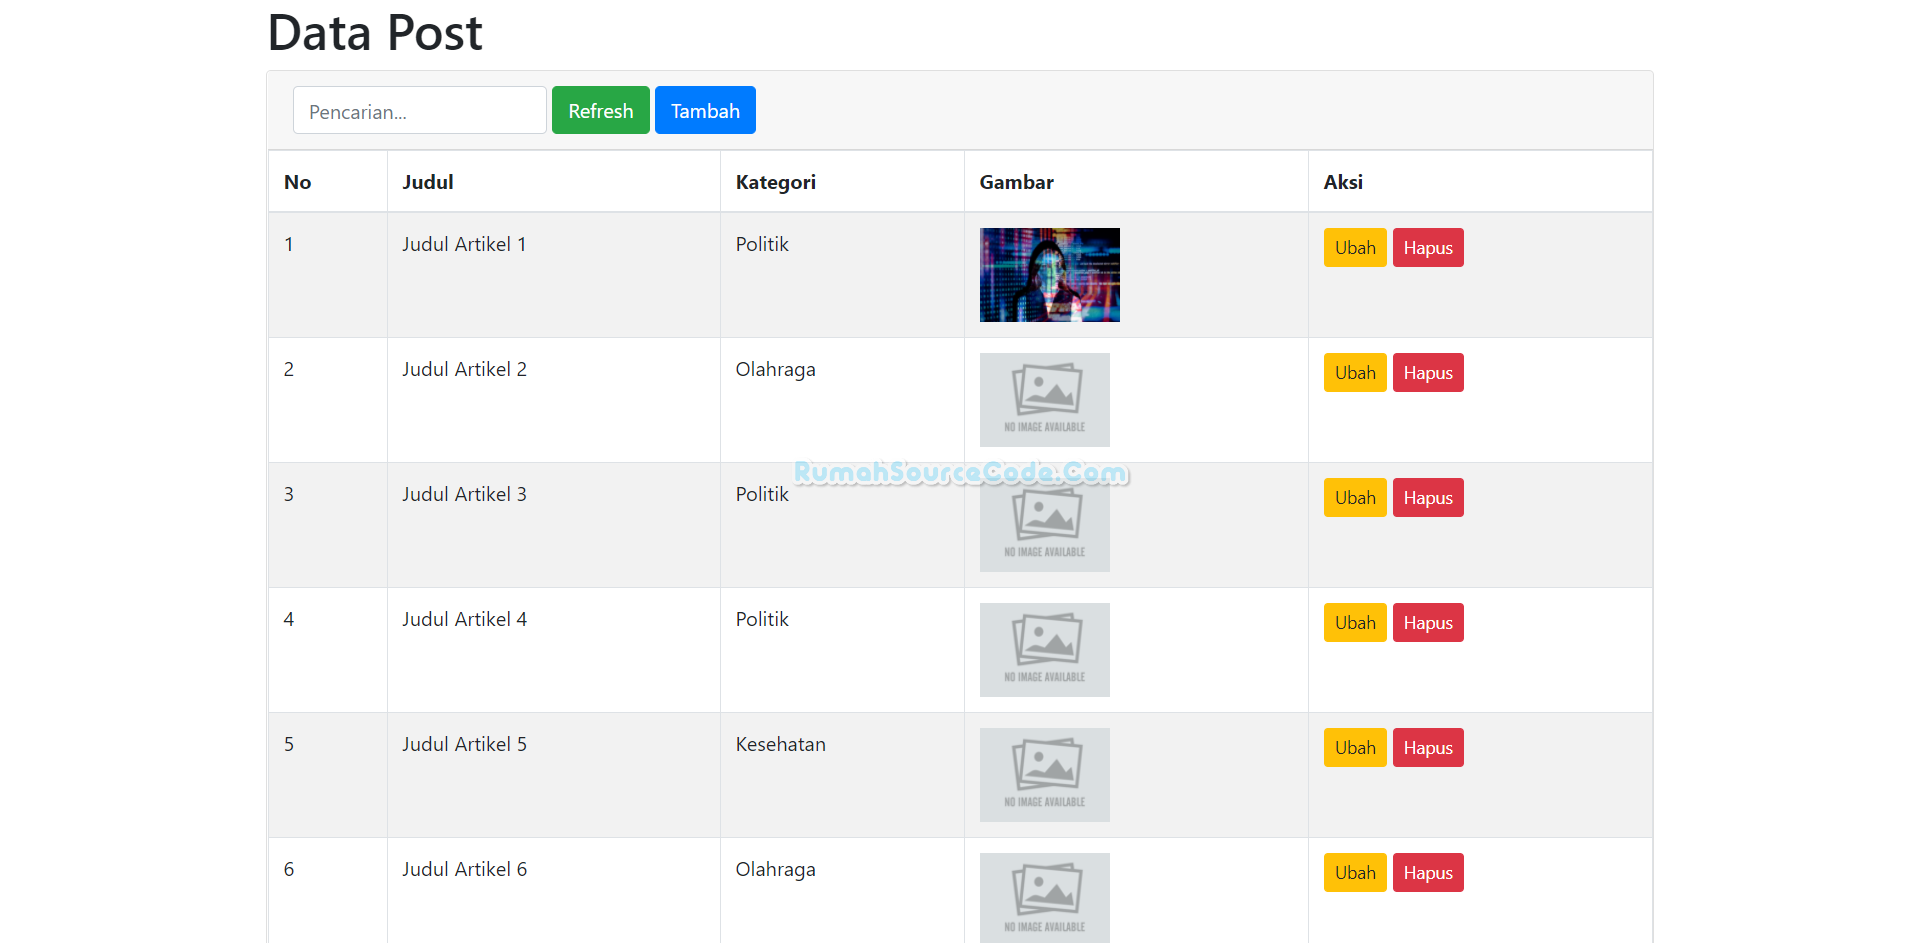 Data Post
Pencarian... Refresh Tambah
No Judul Kategori Gambar Aksi
1 Judul Artikel 1 Politik Ubah Hapus
2 Judul Artikel 2 Olahraga Ubah Hapus
NO IMAGE AVAILABLE
RumahSourceCode.Com
3 Judul Artikel 3 Politik Ubah Hapus
NO IMAGE AVAILABLE
4 Judul Artikel 4 Politik Ubah Hapus
NO IMAGE AVAILABLE
5 Judul Artikel 5 Kesehatan Ubah Hapus
NO IMAGE AVAILABLE
6 Judul Artikel 6 Olahraga Ubah Hapus
NO IMAGE AVAILABLE